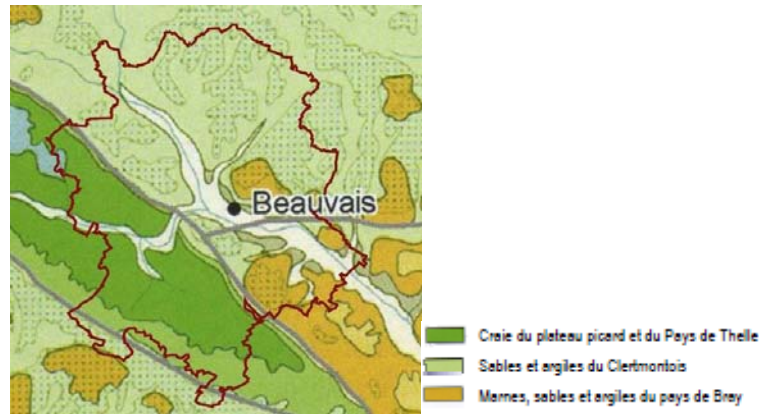 Beauvais
Craie du plateau picard et du Pays de Thelle
Sables et argiles du Clertmontois
Marnes, sables et argiles du pays de Bray